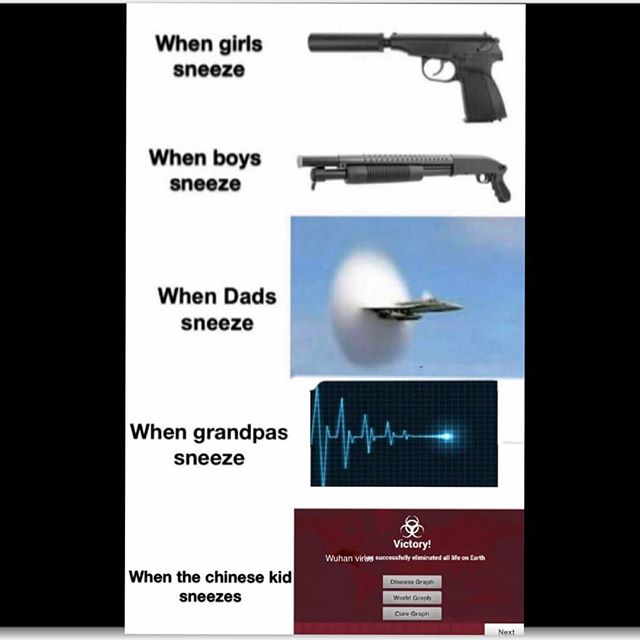 When girls
sneeze
When boys
sneeze
When Dads
sneeze
When grandpas
sneeze
When the chinese kid
sneezes
Victory!
Wuhan virus successfully eliminated all life on Earth
Disease Graph
World Graph
Cure Graph
Next